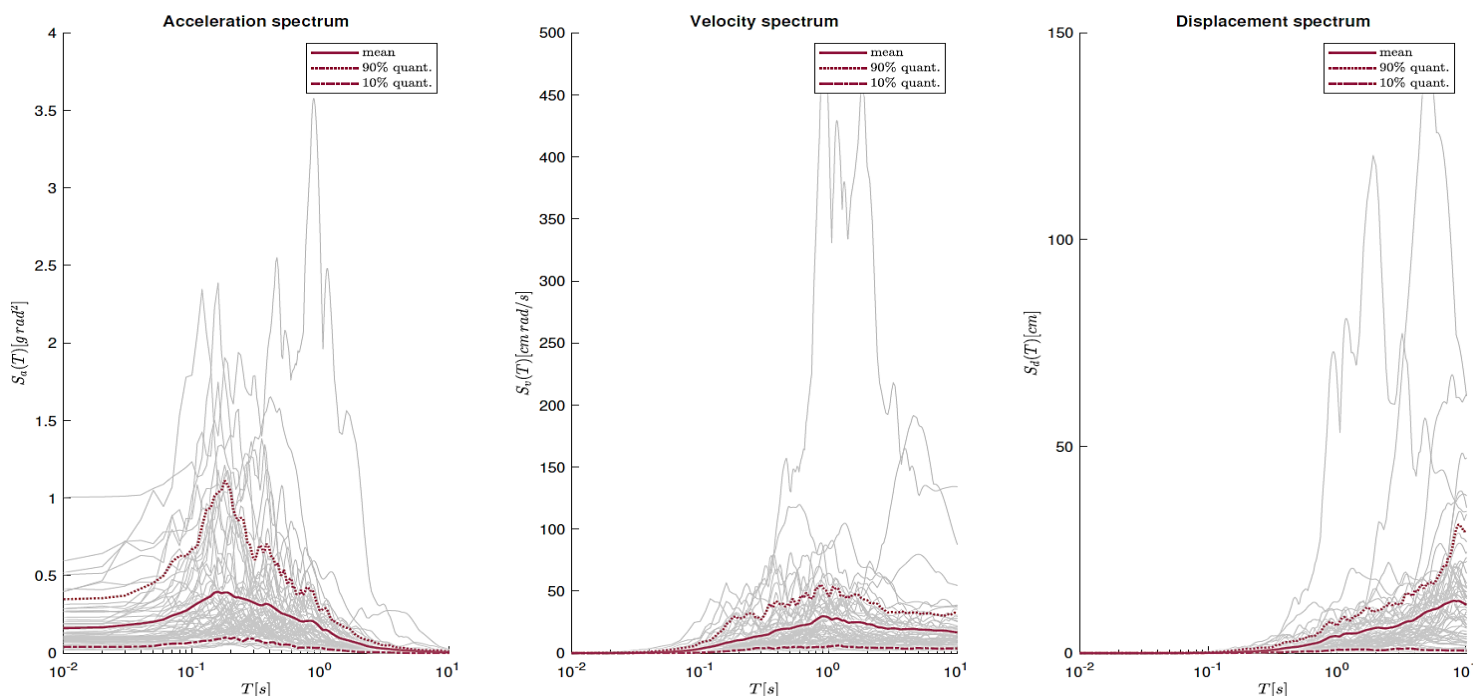 Acceleration spectrum
4
3.5
3
2.5
2
1.5
1
0.5
0
S_a(T)[g rad^2]
10^-2
10^-1
10^0
10^1
T[s]
mean
90% quant.
10% quant.
Velocity spectrum
500
450
400
350
300
250
200
150
100
50
0
S_v(T)[cm rad/s]
10^-2
10^-1
10^0
10^1
T[s]
mean
90% quant.
10% quant.
Displacement spectrum
150
100
50
0
S_d(T)[cm]
10^-2
10^-1
10^0
10^1
T[s]
mean
90% quant.
10% quant.